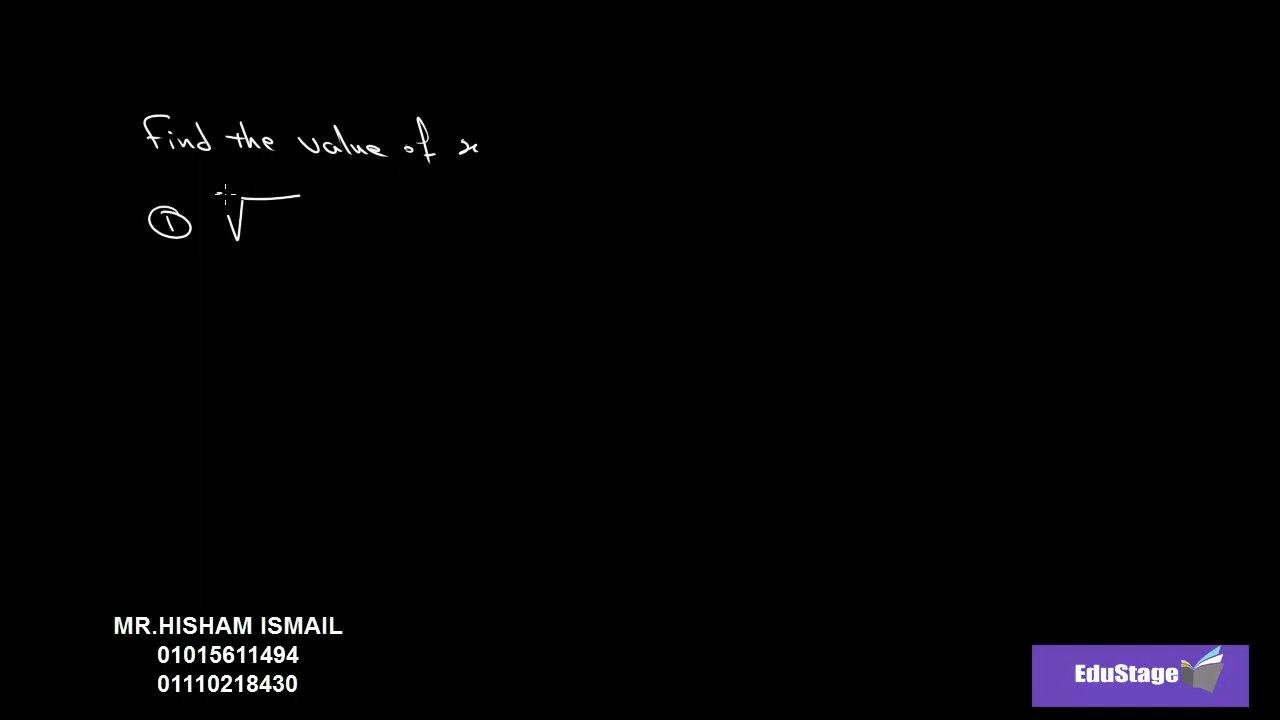 Find the value of x
① √
MR.HISHAM ISMAIL
01015611494
01110218430
EduStage